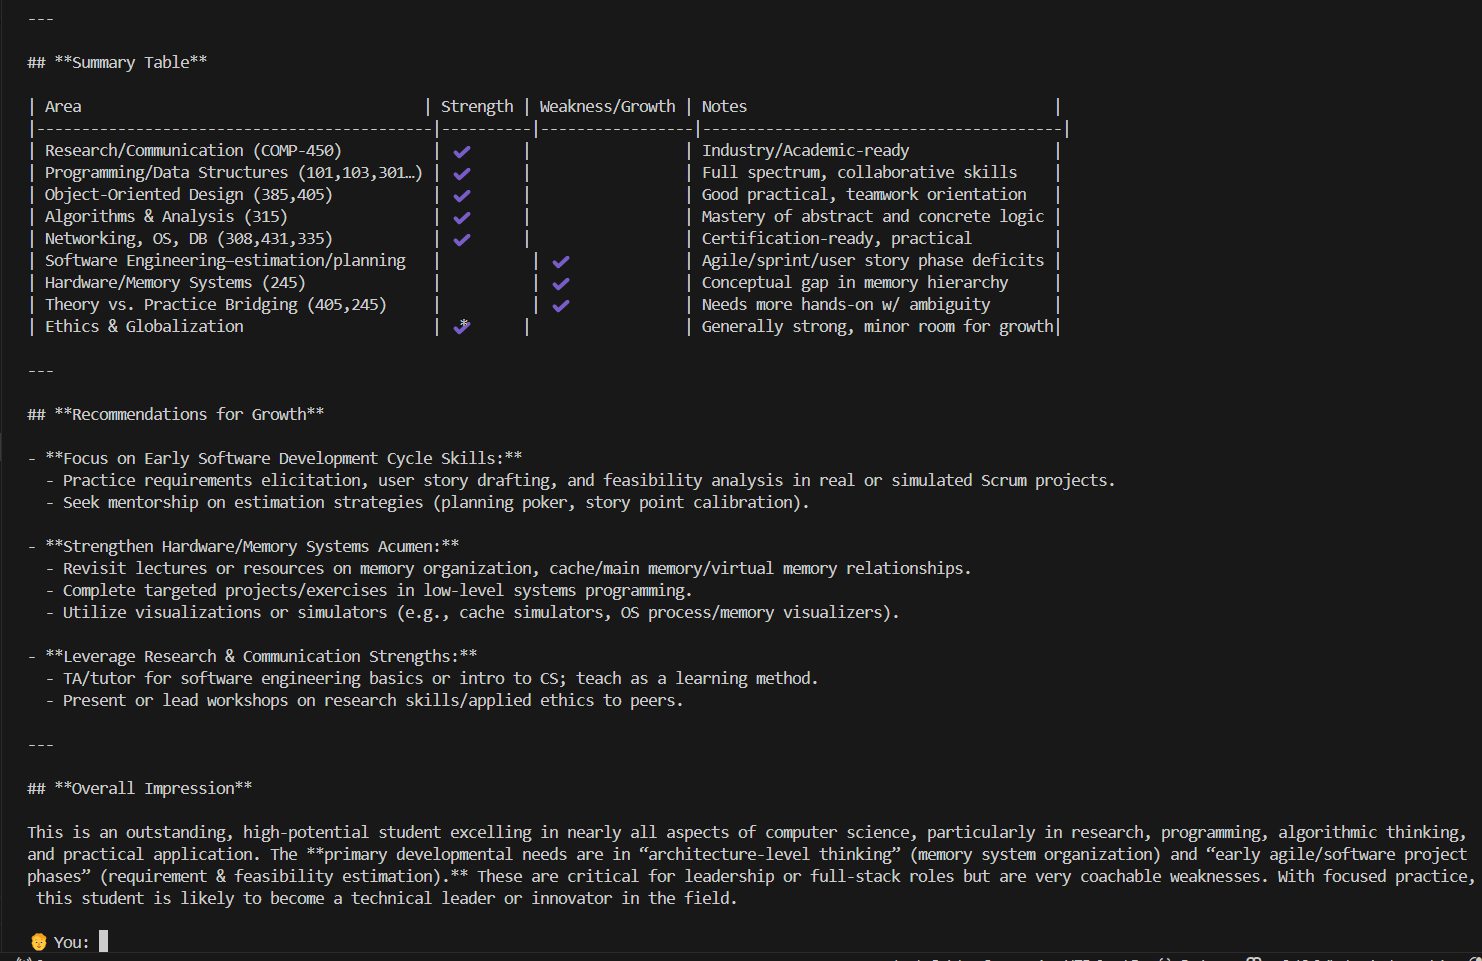 ---
## **Summary Table**
| Area | Strength | Weakness/Growth | Notes |
|--------------------------------------------|----------|-----------------|----------------------------------------|
| Research/Communication (COMP-450) | ✔ | | Industry/Academic-ready |
| Programming/Data Structures (101,103,301…) | ✔ | | Full spectrum, collaborative skills |
| Object-Oriented Design (385,405) | ✔ | | Good practical, teamwork orientation |
| Algorithms & Analysis (315) | ✔ | | Mastery of abstract and concrete logic |
| Networking, OS, DB (308,431,335) | ✔ | | Certification-ready, practical |
| Software Engineering—estimation/planning | | ✔ | Agile/sprint/user story phase deficits |
| Hardware/Memory Systems (245) | | ✔ | Conceptual gap in memory hierarchy |
| Theory vs. Practice Bridging (405,245) | | ✔ | Needs more hands-on w/ ambiguity |
| Ethics & Globalization | ✔* | | Generally strong, minor room for growth|
---
## **Recommendations for Growth**
- **Focus on Early Software Development Cycle Skills:**
- Practice requirements elicitation, user story drafting, and feasibility analysis in real or simulated Scrum projects.
- Seek mentorship on estimation strategies (planning poker, story point calibration).
- **Strengthen Hardware/Memory Systems Acumen:**
- Revisit lectures or resources on memory organization, cache/main memory/virtual memory relationships.
- Complete targeted projects/exercises in low-level systems programming.
- Utilize visualizations or simulators (e.g., cache simulators, OS process/memory visualizers).
- **Leverage Research & Communication Strengths:**
- TA/tutor for software engineering basics or intro to CS; teach as a learning method.
- Present or lead workshops on research skills/applied ethics to peers.
---
## **Overall Impression**
This is an outstanding, high-potential student excelling in nearly all aspects of computer science, particularly in research, programming, algorithmic thinking,
and practical application. The **primary developmental needs are in “architecture-level thinking” (memory system organization) and “early agile/software project
phases” (requirement & feasibility estimation).** These are critical for leadership or full-stack roles but are very coachable weaknesses. With focused practice,
this student is likely to become a technical leader or innovator in the field.
You: